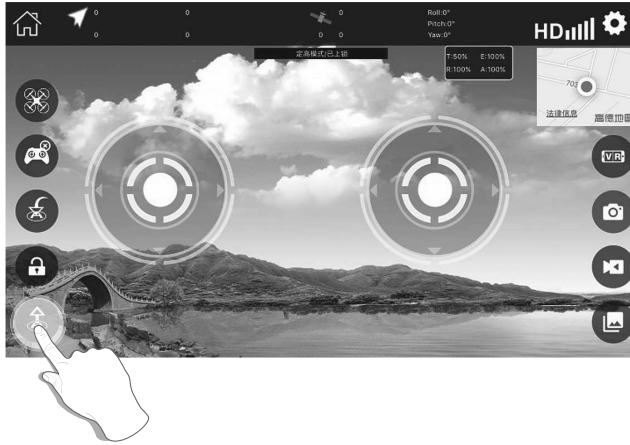 0
0
0
0
0
0
0
Roll:0°
Pitch:0°
Yaw:0°
HD
定高模式/已上锁
T:50% E:100%
R:100% A:100%
703
法律信息
高德地图
VR